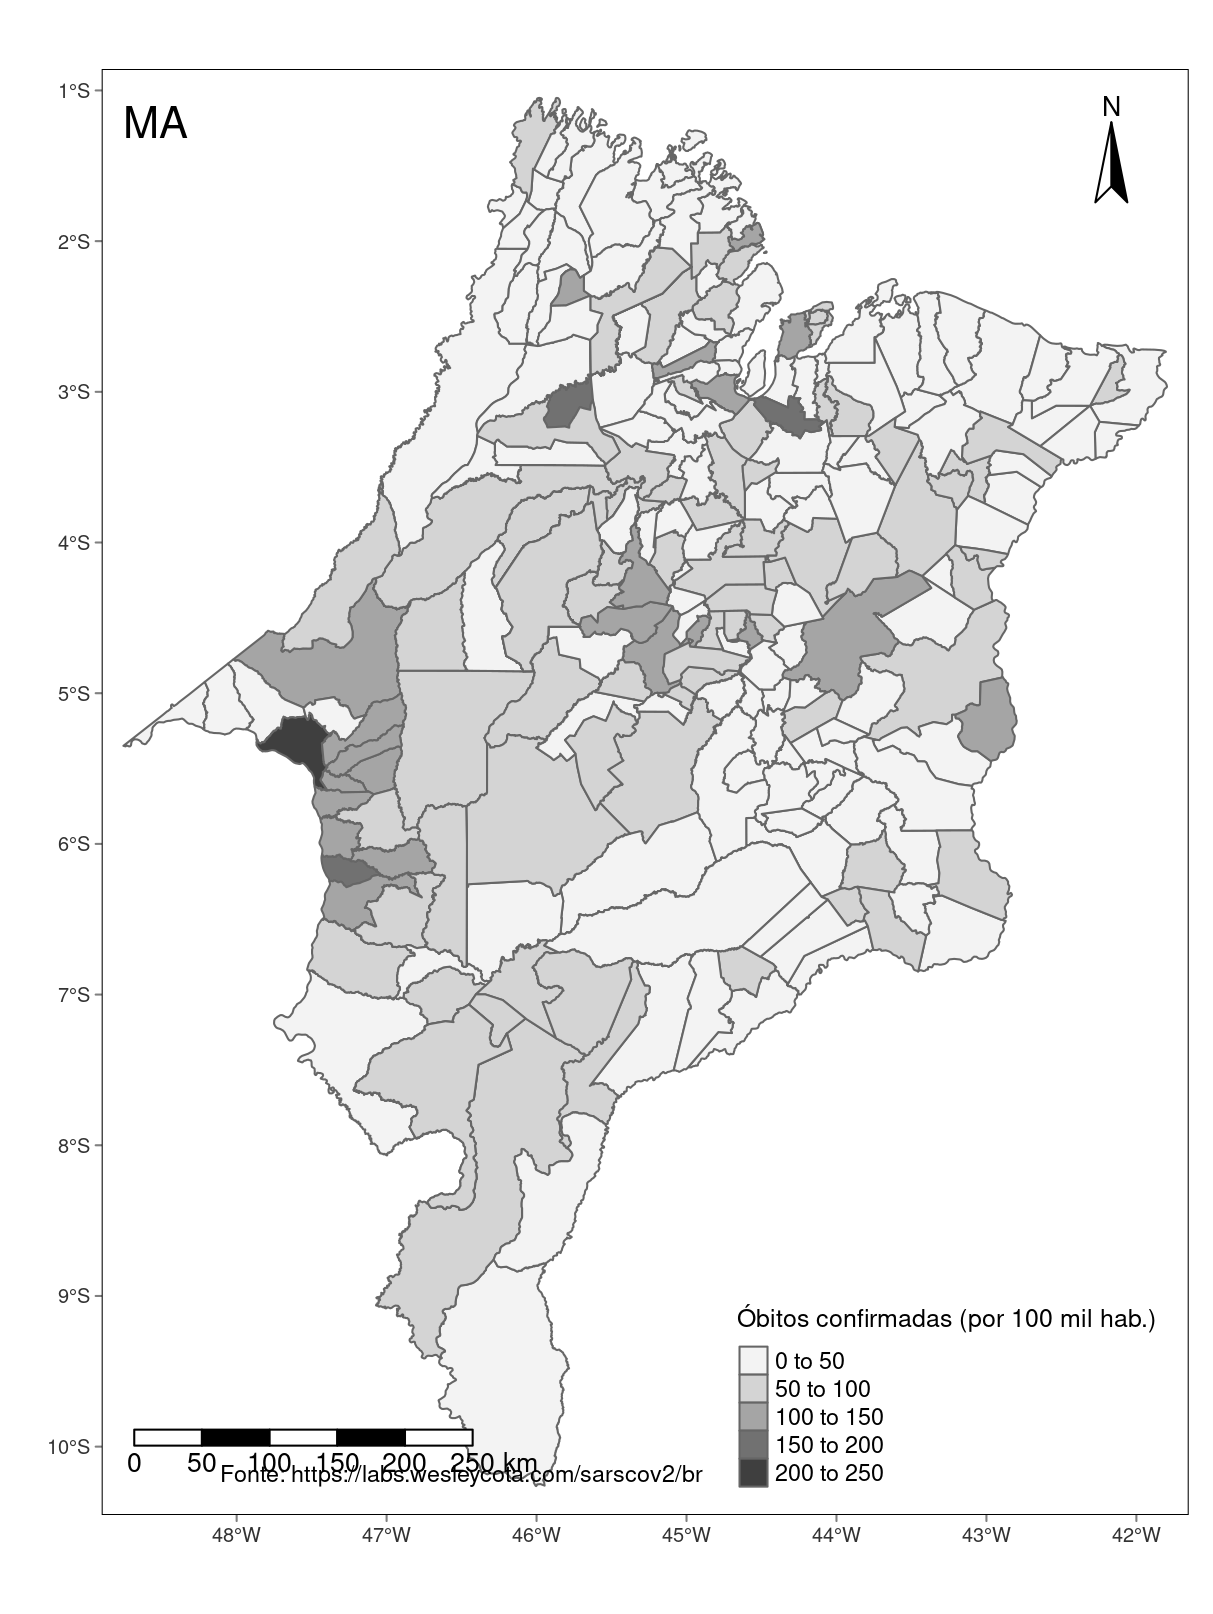 MA
N
1°S
2°S
3°S
4°S
5°S
6°S
7°S
8°S
9°S
10°S
Óbitos confirmadas (por 100 mil hab.)
0 to 50
50 to 100
100 to 150
150 to 200
200 to 250
0 50 100 150 200 250 km
Fonte: https://labs.wesleycota.com/sarscov2/br
48°W 47°W 46°W 45°W 44°W 43°W 42°W